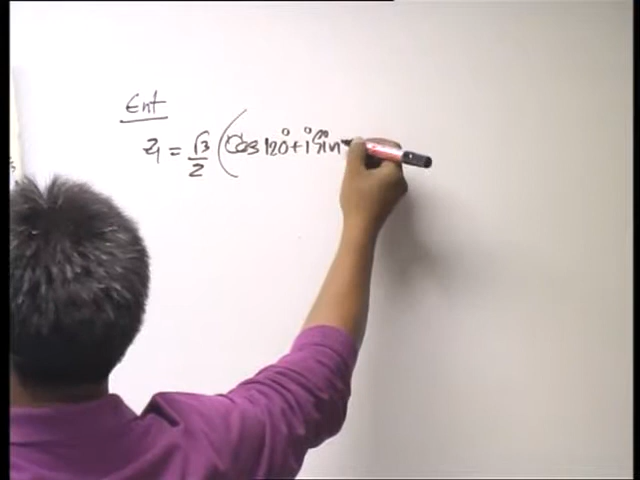 Ent
z₁ = √3/2 (Cos 120° + i Sin